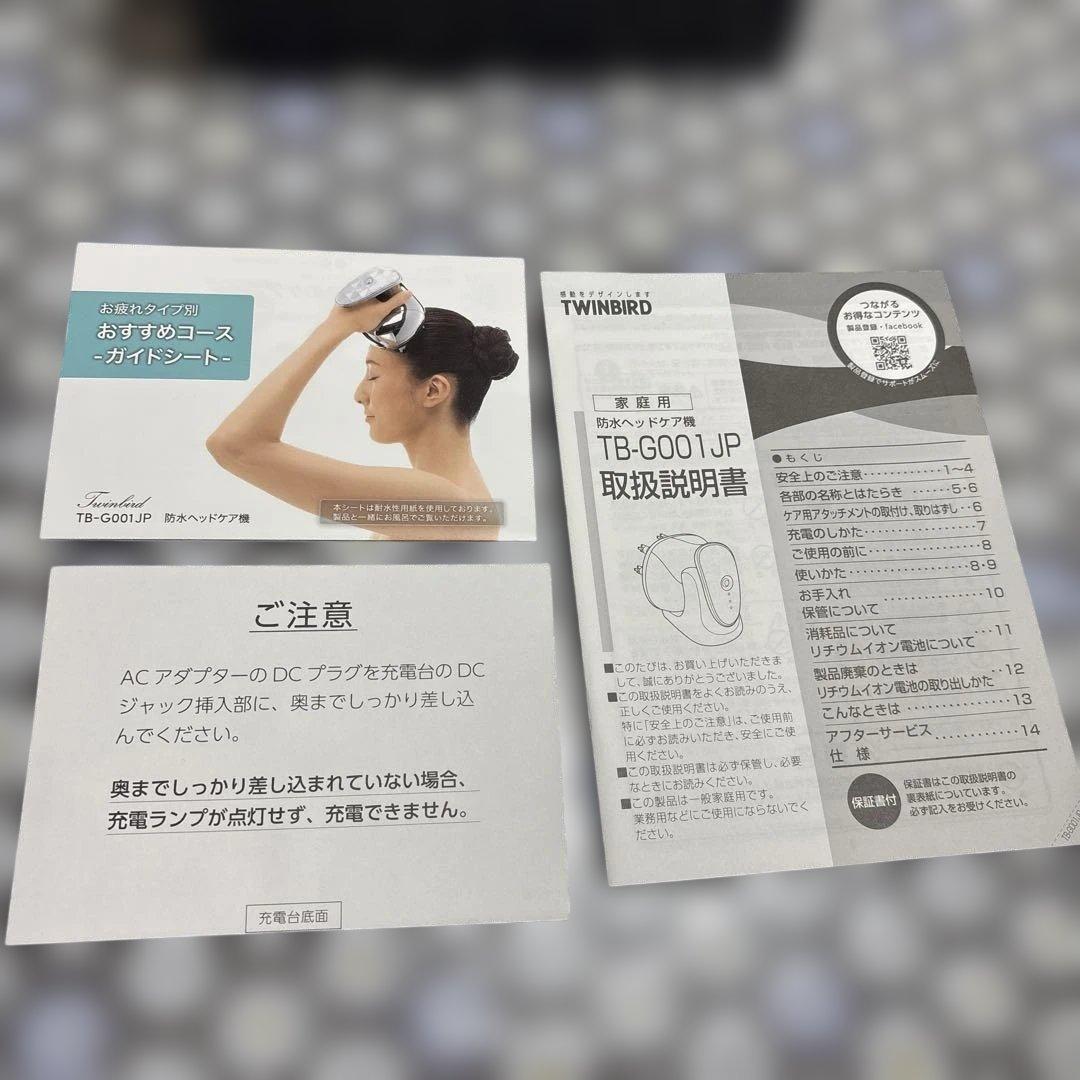 お疲れタイプ別
おすすめコース
-ガイドシート-
Twinbird
TB-G001JP 防水ヘッドケア機
本シートは耐水性用紙を使用しております。
製品と一緒にお風呂でご覧いただけます。
ご注意
ACアダプターのDCプラグを充電台のDC
ジャック挿入部に、奥までしっかり差し込
んでください。
奥までしっかり差し込まれていない場合、
充電ランプが点灯せず、充電できません。
充電台底面
感動をデザインします
TWINBIRD
つながる
お得なコンテンツ
製品登録・facebook
製品登録でサポートがスムーズに
家庭用
防水ヘッドケア機
TB-G001JP
取扱説明書
■このたびは、お買い上げいただきま
して、誠にありがとうございました。
■この取扱説明書をよくお読みのうえ、
正しくご使用ください。
特に「安全上のご注意」は、ご使用前
に必ずお読みいただき、安全にご使
用ください。
■この取扱説明書は必ず保管し、必要
なときにお読みください。
■この製品は一般家庭用です。
業務用などにご使用にならないでく
ださい。
●もくじ
安全上のご注意············1〜4
各部の名称とはたらき······5・6
ケア用アタッチメントの取付け、取りはずし··6
充電のしかた················7
ご使用の前に················8
使いかた················8・9
お手入れ
保管について···············10
消耗品について
リチウムイオン電池について···11
製品廃棄のときは
リチウムイオン電池の取り出しかた··12
こんなときは···············13
アフターサービス
仕様············14
保証書付
保証書はこの取扱説明書の
裏表紙についています。
必ず記入をお受けください。